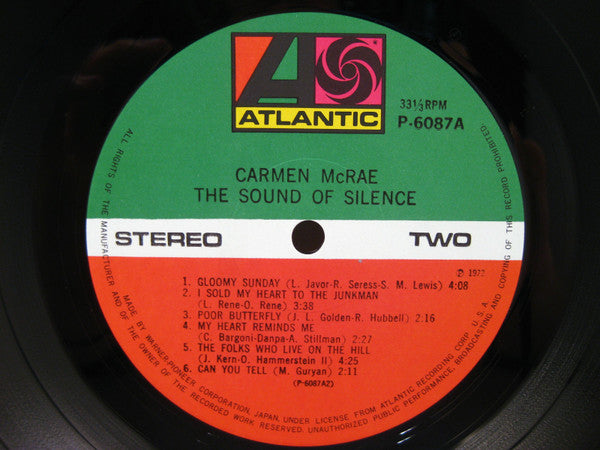 ATLANTIC
33⅓RPM
P-6087A
CARMEN McRAE
THE SOUND OF SILENCE
STEREO
TWO
℗ 1972
1. GLOOMY SUNDAY (L. Javor-R. Seress-S. M. Lewis) 4:08
2. I SOLD MY HEART TO THE JUNKMAN
(L. Rene-O. Rene) 3:38
3. POOR BUTTERFLY (J. L. Golden-R. Hubbell) 2:16
4. MY HEART REMINDS ME
(C. Bargoni-Danpa-A. Stillman) 2:27
5. THE FOLKS WHO LIVE ON THE HILL
(J. Kern-O. Hammerstein II) 4:25
6. CAN YOU TELL (M. Guryan) 2:11
(P-6087A2)
ALL RIGHTS OF THE MANUFACTURER AND OF THE OWNER OF THE RECORDED WORK RESERVED. UNAUTHORIZED PUBLIC PERFORMANCE, BROADCASTING AND COPYING OF THIS RECORD PROHIBITED.
MADE BY WARNER-PIONEER CORPORATION, JAPAN, UNDER LICENSE FROM ATLANTIC RECORDING CORP. U.S.A.